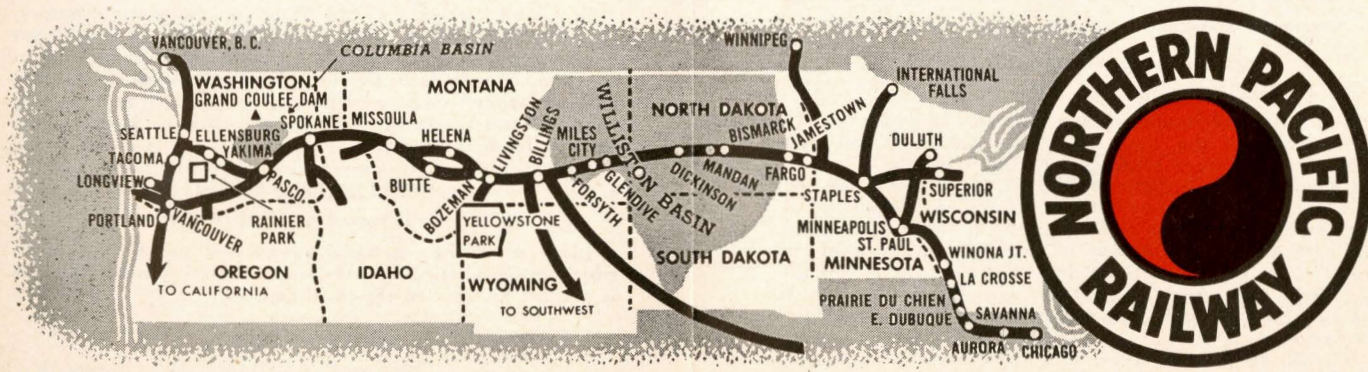 VANCOUVER, B. C.
COLUMBIA BASIN
WASHINGTON
GRAND COULEE DAM
SPOKANE
SEATTLE
ELLENSBURG
YAKIMA
TACOMA
LONGVIEW
PASCO
RAINIER
PARK
PORTLAND
VANCOUVER
OREGON
TO CALIFORNIA
IDAHO
MONTANA
MISSOULA
HELENA
BUTTE
BOZEMAN
LIVINGSTON
BILLINGS
YELLOWSTONE
PARK
WYOMING
TO SOUTHWEST
MILES
CITY
FORSYTH
GLENDIVE
WILLISTON BASIN
WINNIPEG
NORTH DAKOTA
BISMARCK
JAMESTOWN
DICKINSON
MANDAN
FARGO
SOUTH DAKOTA
INTERNATIONAL
FALLS
DULUTH
SUPERIOR
STAPLES
WISCONSIN
MINNEAPOLIS
ST. PAUL
MINNESOTA
WINONA JT.
LA CROSSE
PRAIRIE DU CHIEN
E. DUBUQUE
SAVANNA
AURORA
CHICAGO
NORTHERN PACIFIC
RAILWAY